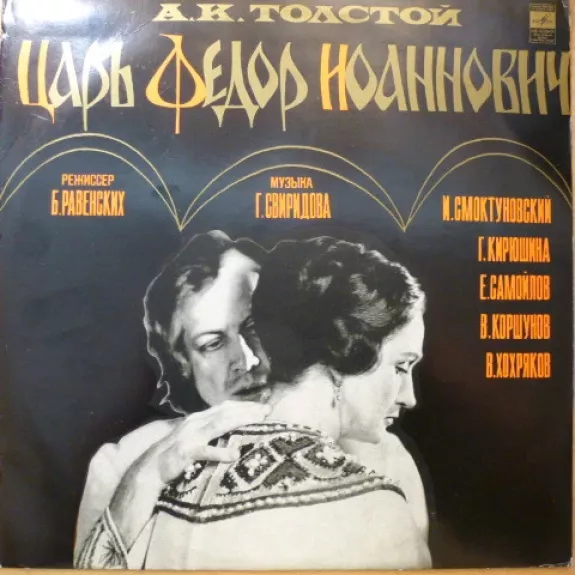 А.К.ТОЛСТОЙ
ЦАРЬ ФЕДОР ИОАННОВИЧ
РЕЖИССЕР
Б.РАВЕНСКИХ
МУЗЫКА
Г.СВИРИДОВА
И.СМОКТУНОВСКИЙ
Г.КИРЮШИНА
Е.САМОЙЛОВ
В.КОРШУНОВ
В.ХОХРЯКОВ